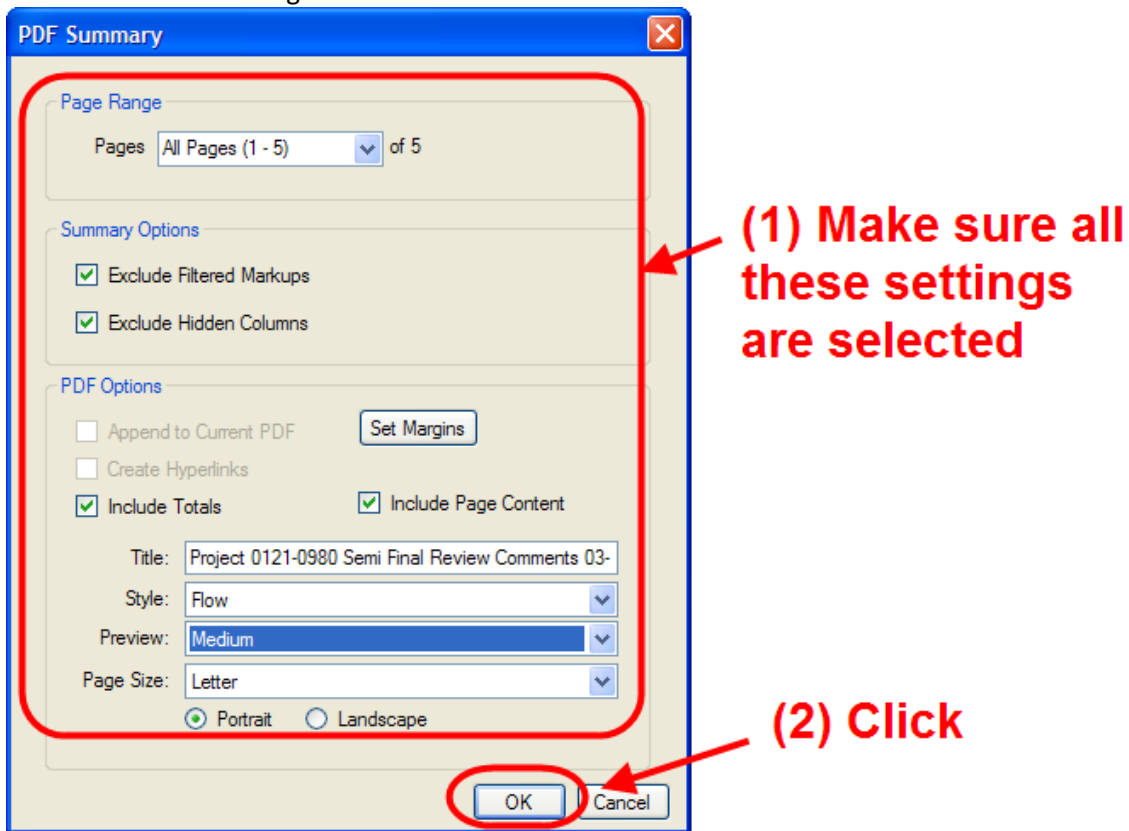 PDF Summary
Page Range
Pages All Pages (1 - 5) of 5
(1) Make sure all
these settings
are selected
Summary Options
Exclude Filtered Markups
Exclude Hidden Columns
PDF Options
Append to Current PDF Set Margins
Create Hyperlinks
Include Totals Include Page Content
Title: Project 0121-0980 Semi Final Review Comments 03-
Style: Flow
Preview: Medium
Page Size: Letter
Portrait Landscape
(2) Click
OK Cancel